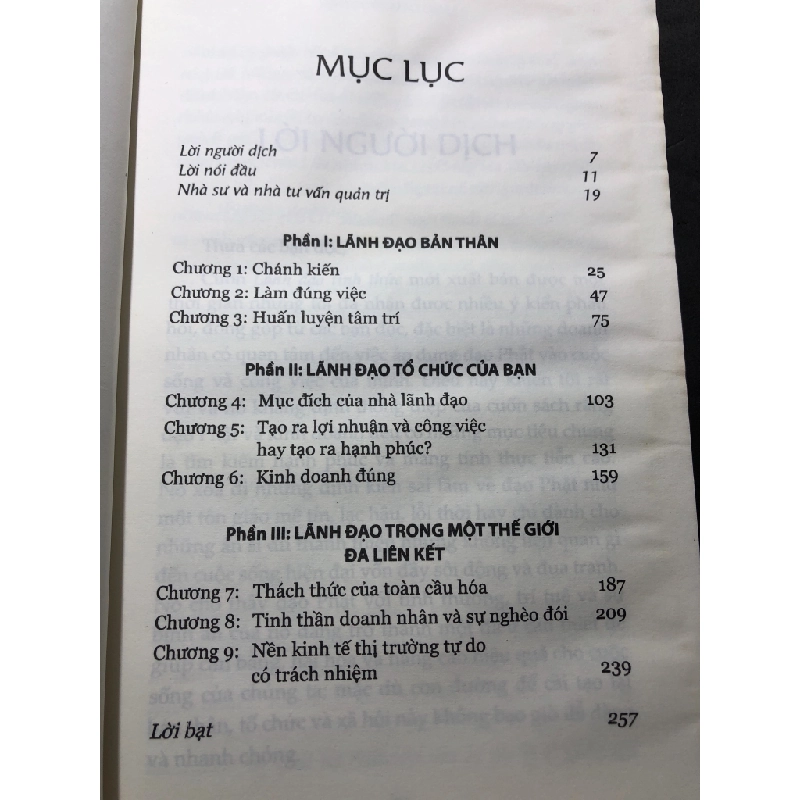 MỤC LỤC
Lời người dịch 7
Lời nói đầu 11
Nhà sư và nhà tư vấn quản trị 19
Phần I: LÃNH ĐẠO BẢN THÂN
Chương 1: Chánh kiến 25
Chương 2: Làm đúng việc 47
Chương 3: Huấn luyện tâm trí 75
Phần II: LÃNH ĐẠO TỔ CHỨC CỦA BẠN
Chương 4: Mục đích của nhà lãnh đạo 103
Chương 5: Tạo ra lợi nhuận và công việc
hay tạo ra hạnh phúc? 131
Chương 6: Kinh doanh đúng 159
Phần III: LÃNH ĐẠO TRONG MỘT THẾ GIỚI
ĐA LIÊN KẾT
Chương 7: Thách thức của toàn cầu hóa 187
Chương 8: Tinh thần doanh nhân và sự nghèo đói 209
Chương 9: Nền kinh tế thị trường tự do
có trách nhiệm 239
Lời bạt 257